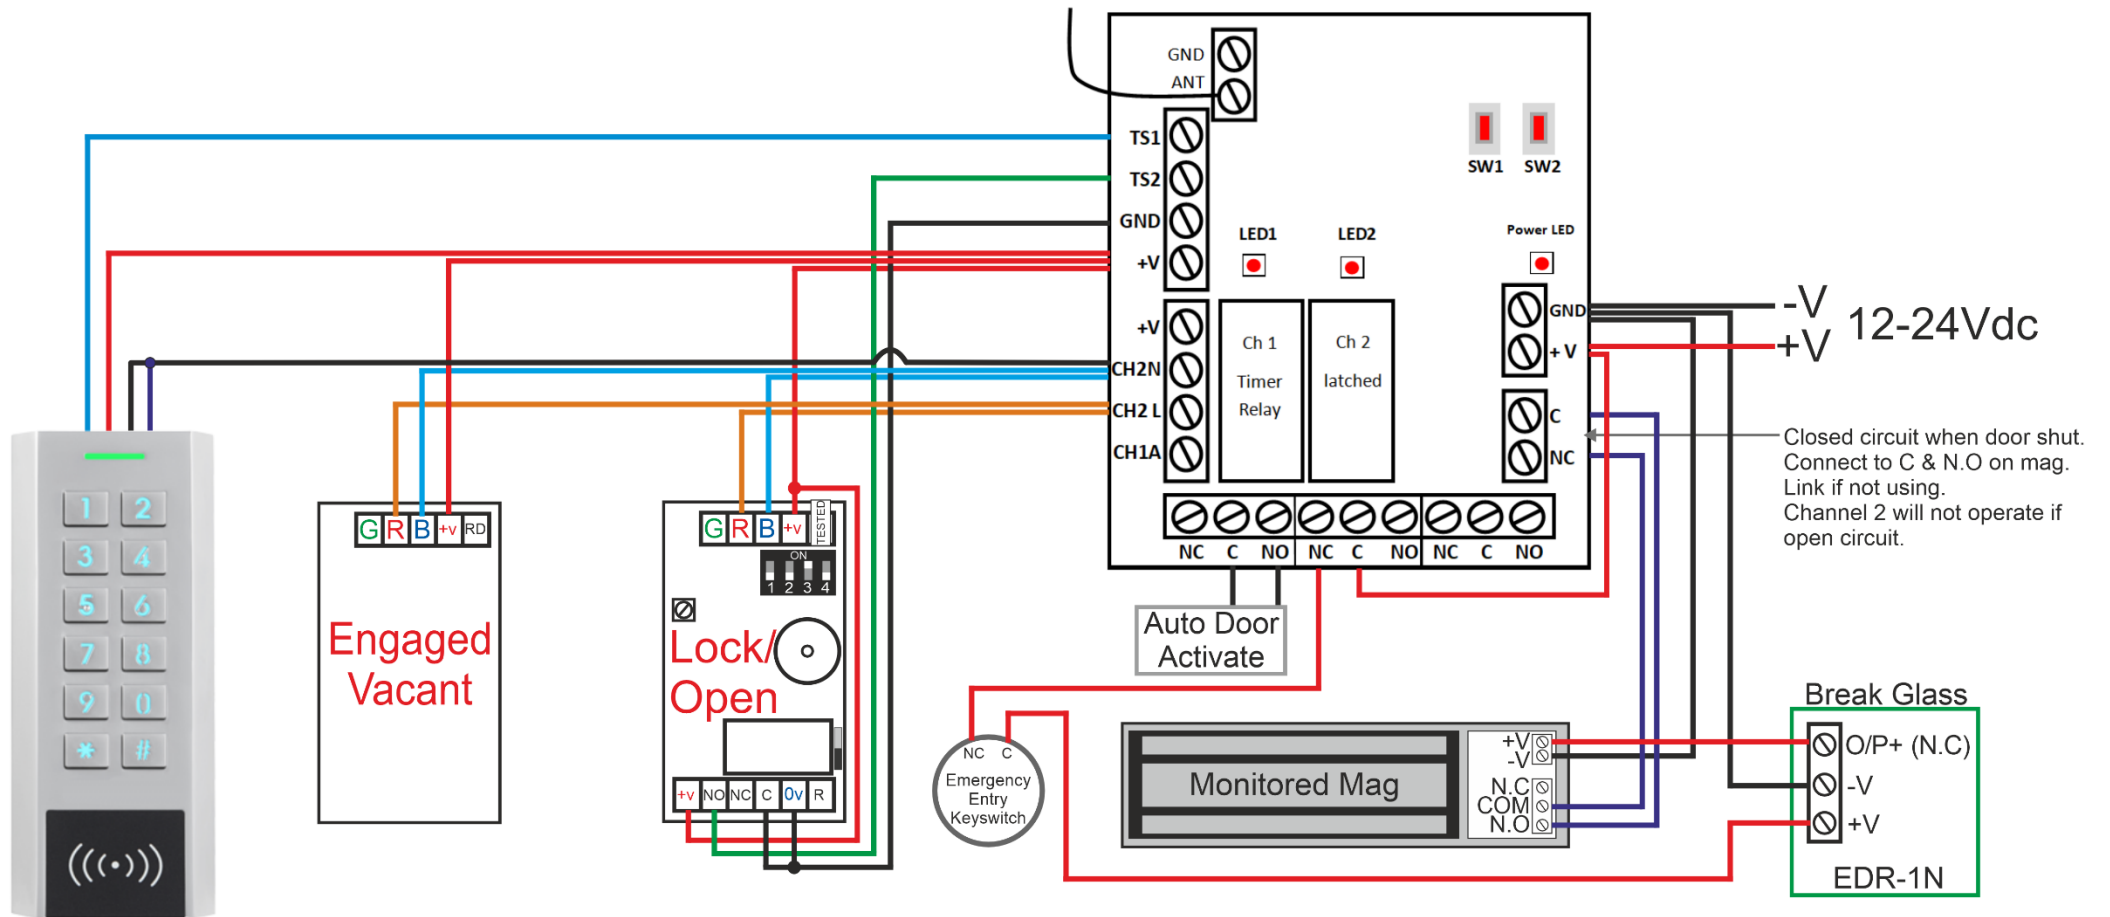 GND
ANT
TS1
TS2
GND
+V
+V
CH2N
CH2 L
CH1A
SW1 SW2
LED1 LED2
Power LED
Ch 1
Timer
Relay
Ch 2
latched
GND
+ V
C
NC
-V
+V
12-24Vdc
Closed circuit when door shut.
Connect to C & N.O on mag.
Link if not using.
Channel 2 will not operate if
open circuit.
NC C NO NC C NO NC C NO
Auto Door
Activate
1 2
3 4
5 6
7 8
9 0
* #
G R B +v RD
Engaged
Vacant
G R B +v TESTED
ON
1 2 3 4
Lock/
Open
+v NO NC C 0v R
NC C
Emergency
Entry
Keyswitch
Monitored Mag
+V
-V
N.C
COM
N.O
Break Glass
O/P+ (N.C)
-V
+V
EDR-1N